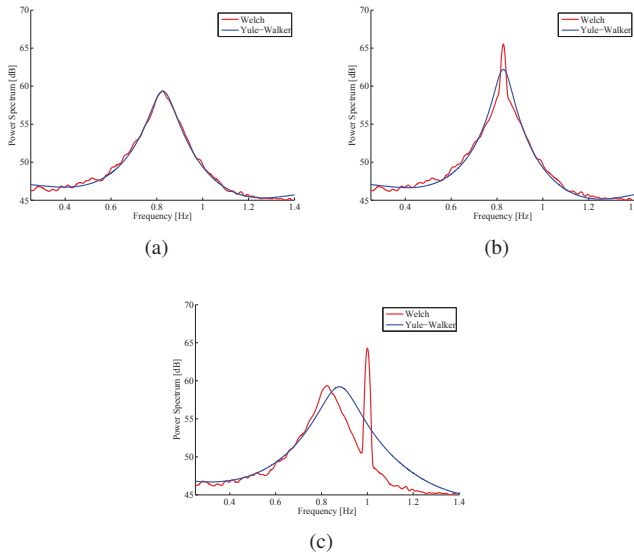 70
65
60
55
50
45
Power Spectrum [dB]
0.4 0.6 0.8 1 1.2 1.4
Frequency [Hz]
Welch
Yule−Walker
(a)
70
65
60
55
50
45
Power Spectrum [dB]
0.4 0.6 0.8 1 1.2 1.4
Frequency [Hz]
Welch
Yule−Walker
(b)
70
65
60
55
50
45
Power Spectrum [dB]
0.4 0.6 0.8 1 1.2 1.4
Frequency [Hz]
Welch
Yule−Walker
(c)